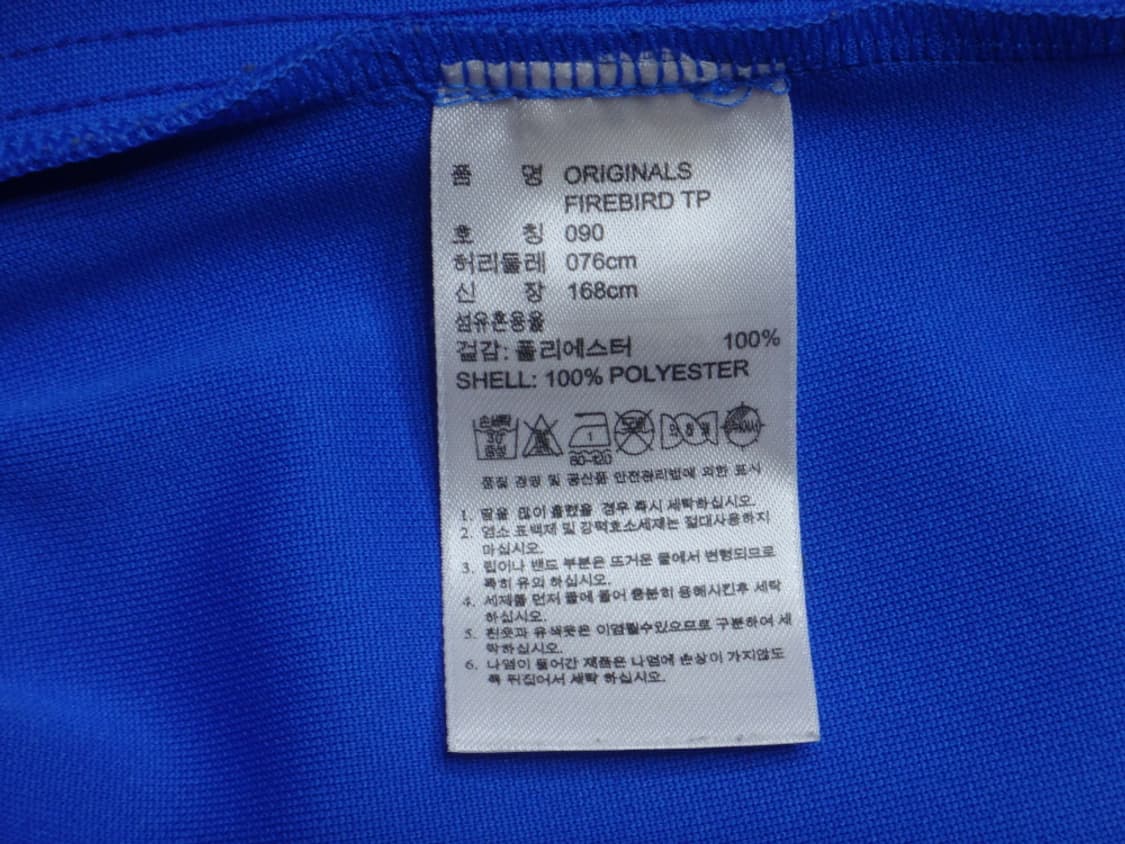 품 명 ORIGINALS
FIREBIRD TP
호 칭 090
허리둘레 076cm
신 장 168cm
섬유혼용율
겉감: 폴리에스터 100%
SHELL: 100% POLYESTER
손세탁
30°
중성
1
80~120
품질 경영 및 공산품 안전관리법에 의한 표시
1. 땀을 많이 흘렸을 경우 즉시 세탁하십시오.
2. 염소 표백제 및 강력효소세제는 절대사용하지
마십시오.
3. 립이나 밴드 부분은 뜨거운 물에서 변형되므로
특히 유의 하십시오.
4. 세제를 먼저 물에 풀어 충분히 용해시킨후 세탁
하십시오.
5. 흰옷과 유색옷은 이염될수있으므로 구분하여 세
탁하십시오.
6. 나염이 들어간 제품은 나염에 손상이 가지않도
록 뒤집어서 세탁 하십시오.